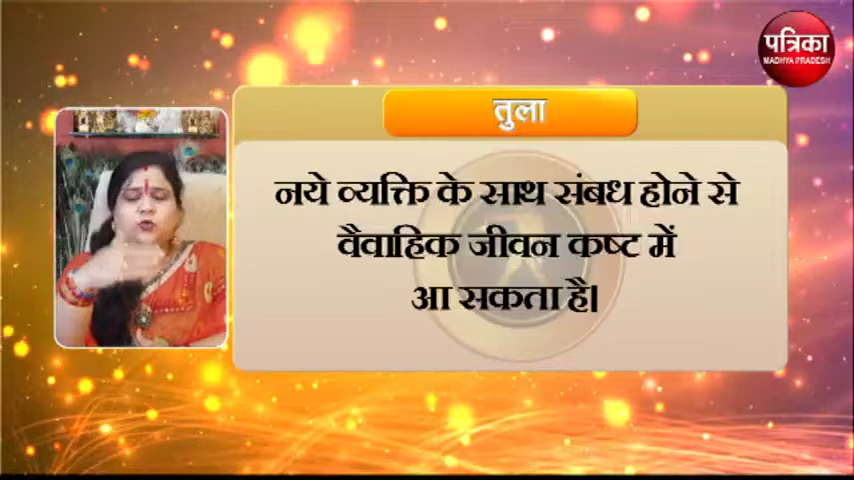 पत्रिका
MADHYA PRADESH
तुला
नये व्यक्ति के साथ संबध होने से
वैवाहिक जीवन कष्ट में
आ सकता है।